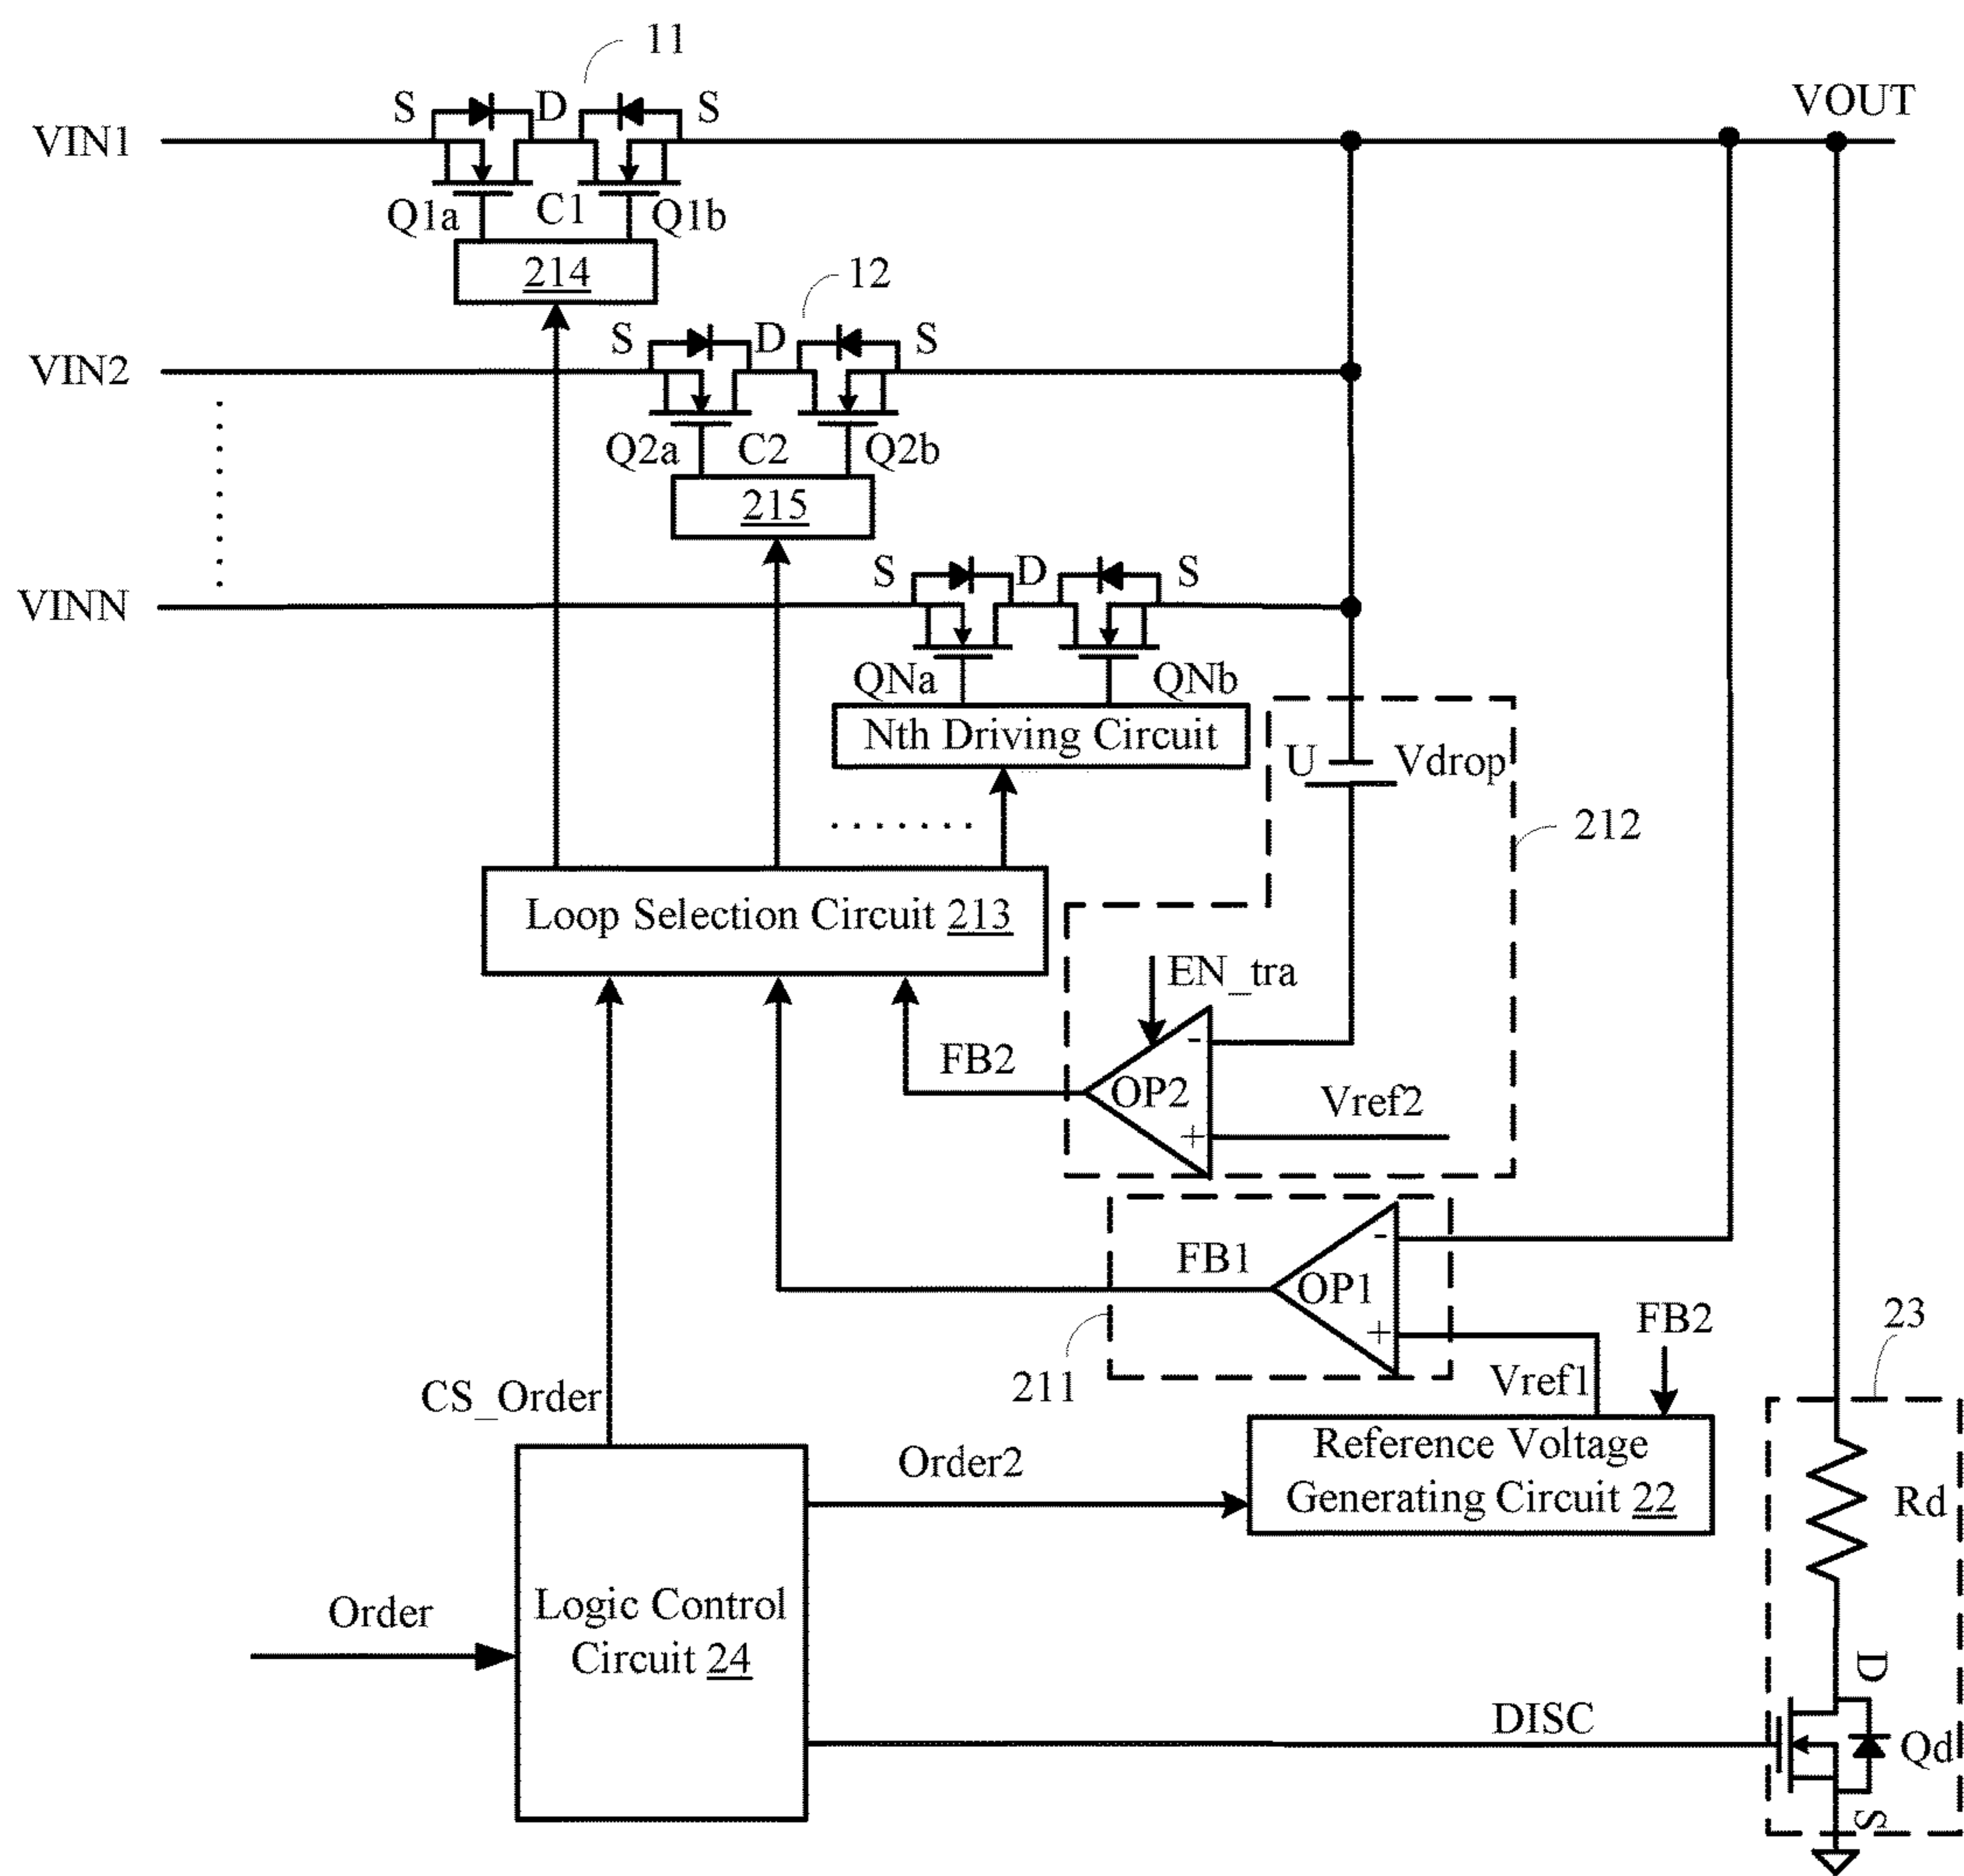 11
VOUT
S D S
VIN1
Q1a C1 Q1b
214
12
S D S
VIN2
Q2a C2 Q2b
215
S D S
VINN
QNa QNb
Nth Driving Circuit
U Vdrop
212
Loop Selection Circuit 213
EN_tra
-
FB2
OP2
Vref2
+
-
FB1
OP1
+
FB2
23
211
Vref1
CS_Order
Reference Voltage
Generating Circuit 22
Order2
Rd
Logic Control
Circuit 24
Order
D
DISC
Qd
S